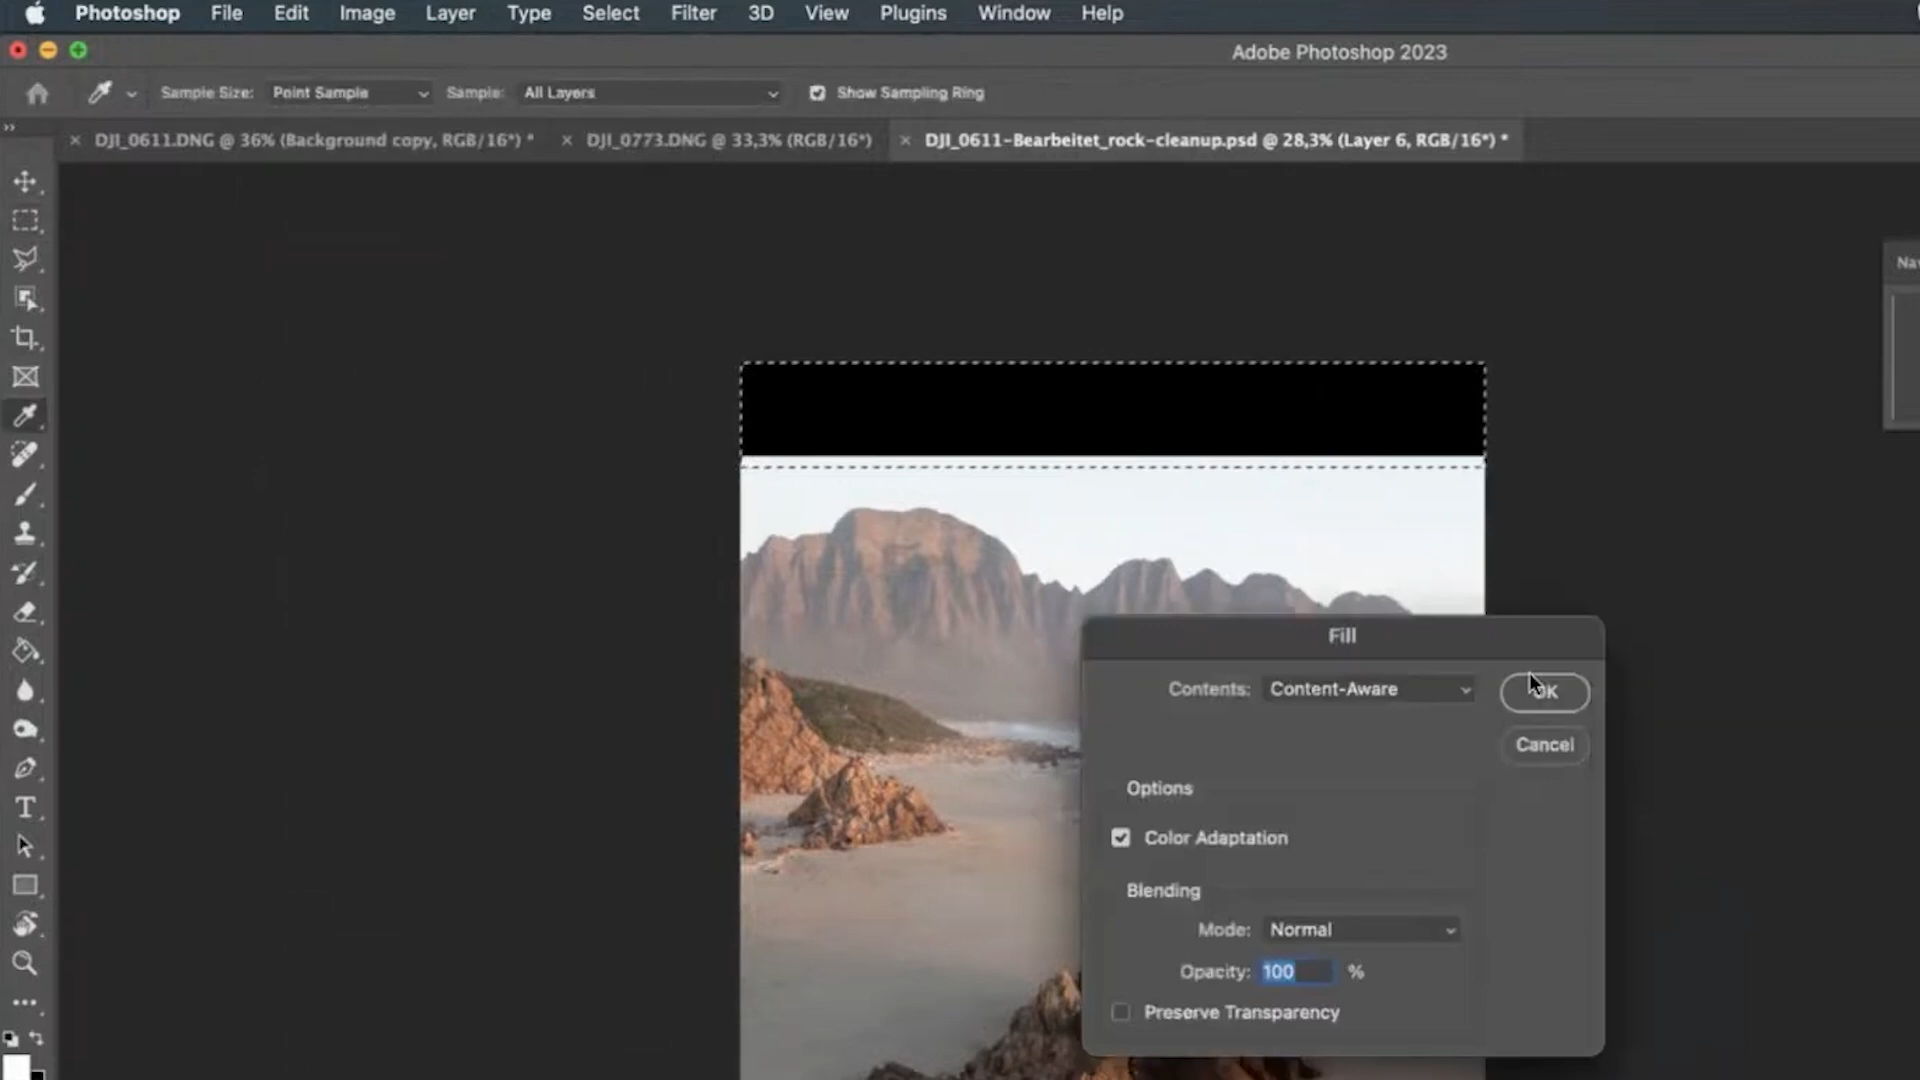 Photoshop File Edit Image Layer Type Select Filter 3D View Plugins Window Help
Adobe Photoshop 2023
Sample Size: Point Sample Sample: All Layers Show Sampling Ring
DJI_0611.DNG @ 36% (Background copy, RGB/16*) * DJI_0773.DNG @ 33,3% (RGB/16*) DJI_0611-Bearbeitet_rock-cleanup.psd @ 28,3% (Layer 6, RGB/16*) *
Fill
Contents: Content-Aware OK
Cancel
Options
Color Adaptation
Blending
Mode: Normal
Opacity: 100 %
Preserve Transparency